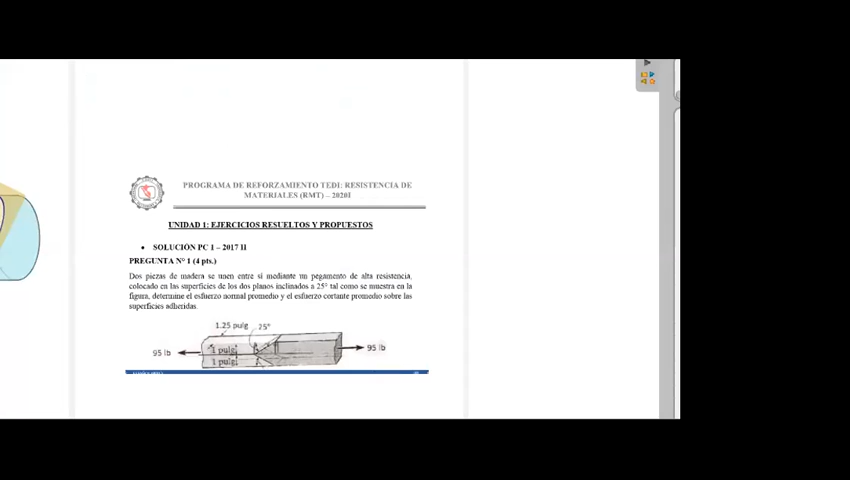 PROGRAMA DE REFORZAMIENTO TEDI: RESISTENCIA DE
MATERIALES (RMT) – 2020I
UNIDAD 1: EJERCICIOS RESUELTOS Y PROPUESTOS
• SOLUCIÓN PC 1 – 2017 II
PREGUNTA N° 1 (4 pts.)
Dos piezas de madera se unen entre sí mediante un pegamento de alta resistencia,
colocado en las superficies de los dos planos inclinados a 25° tal como se muestra en la
figura, determine el esfuerzo normal promedio y el esfuerzo cortante promedio sobre las
superficies adheridas.
1.25 pulg 25°
95 lb 1 pulg 95 lb
1 pulg